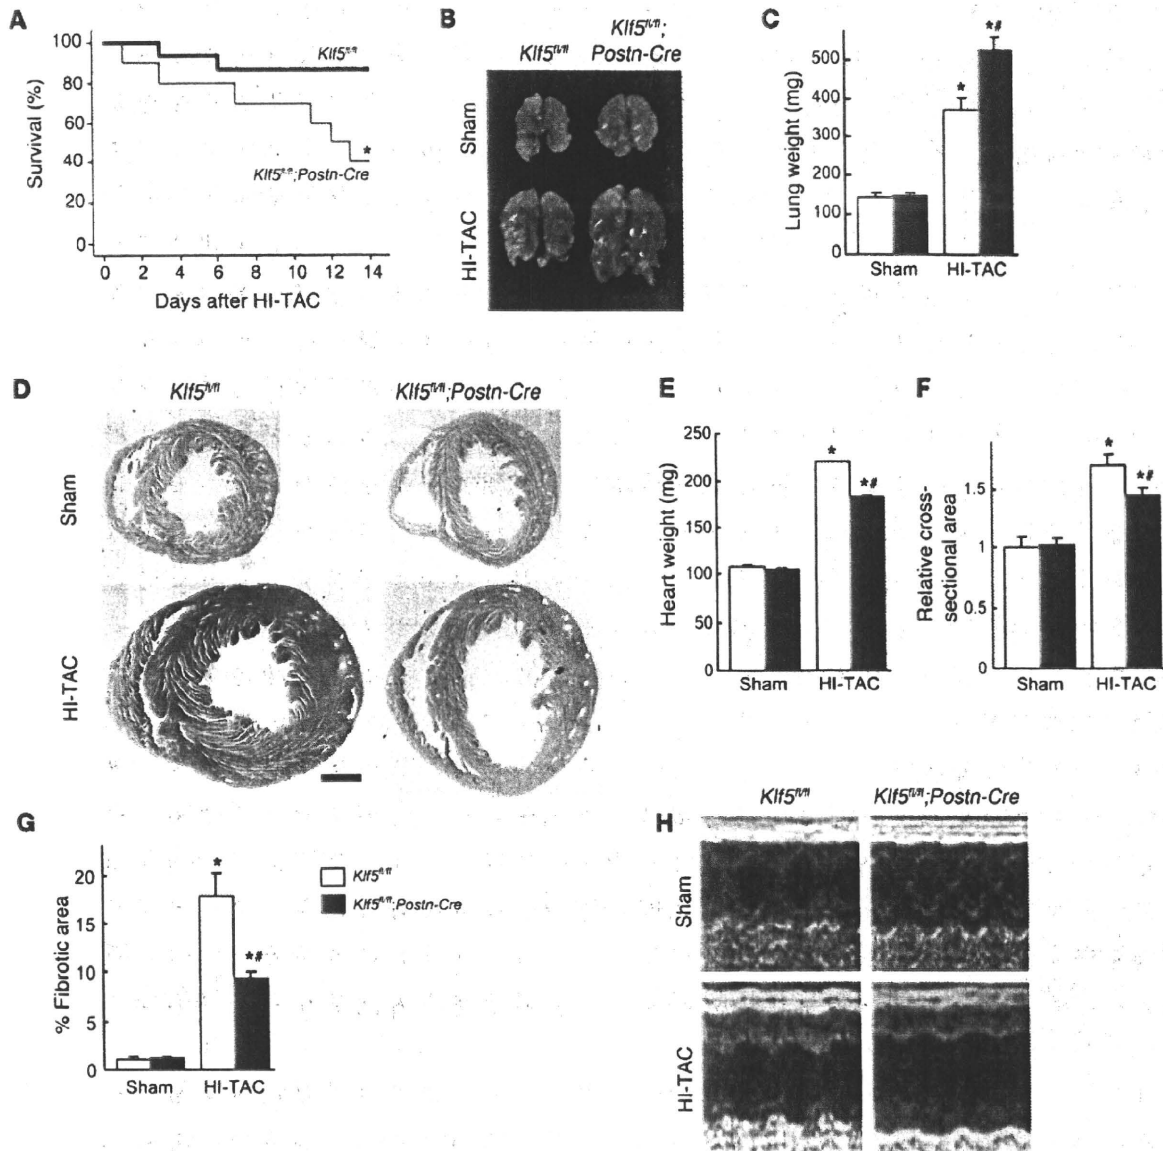 A
100
80
60
40
20
0
Survival (%)
Klf5fl/fl
*
Klf5fl/fl;Postn-Cre
0 2 4 6 8 10 12 14
Days after HI-TAC
B
Klf5fl/fl
Klf5fl/fl;
Postn-Cre
Sham
HI-TAC
C
500
400
300
200
100
0
Lung weight (mg)
*
*#
Sham HI-TAC
D
Klf5fl/fl Klf5fl/fl;Postn-Cre
Sham
HI-TAC
E
250
200
150
100
50
0
Heart weight (mg)
*
*#
Sham HI-TAC
F
1.5
1
0.5
0
Relative cross-
sectional area
*
*#
Sham HI-TAC
G
20
15
10
5
0
% Fibrotic area
*
*#
Sham HI-TAC
Klf5fl/fl
Klf5fl/fl;Postn-Cre
H
Klf5fl/fl Klf5fl/fl;Postn-Cre
Sham
HI-TAC